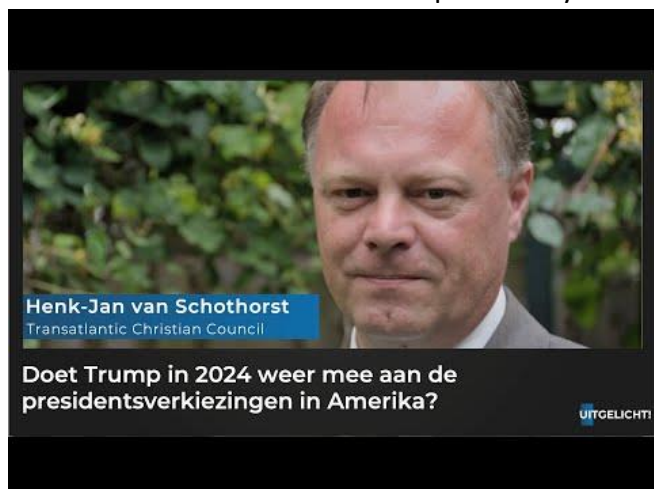 Henk-Jan van Schothorst
Transatlantic Christian Council
Doet Trump in 2024 weer mee aan de
presidentsverkiezingen in Amerika?
UITGELICHT!